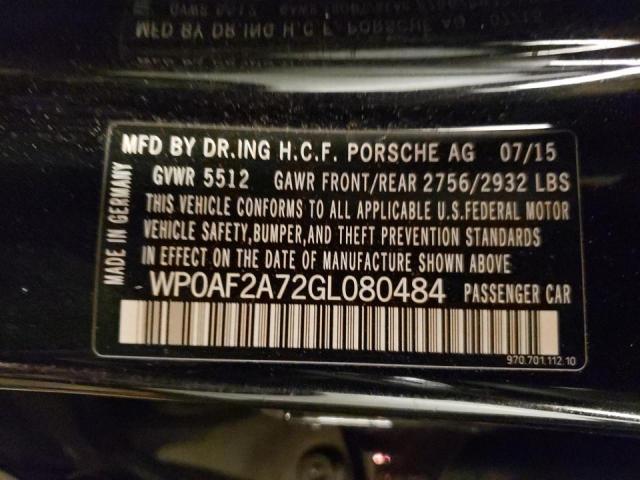 MFD BY DR.ING H.C.F. PORSCHE AG 07/15
GVWR 5512 GAWR FRONT/REAR 2756/2932 LBS
THIS VEHICLE CONFORMS TO ALL APPLICABLE U.S.FEDERAL MOTOR
VEHICLE SAFETY,BUMPER,AND THEFT PREVENTION STANDARDS
IN EFFECT ON THE DATE OF MANUFACTURE SHOWN ABOVE
WP0AF2A72GL080484 PASSENGER CAR
MADE IN GERMANY
970.701.112.10